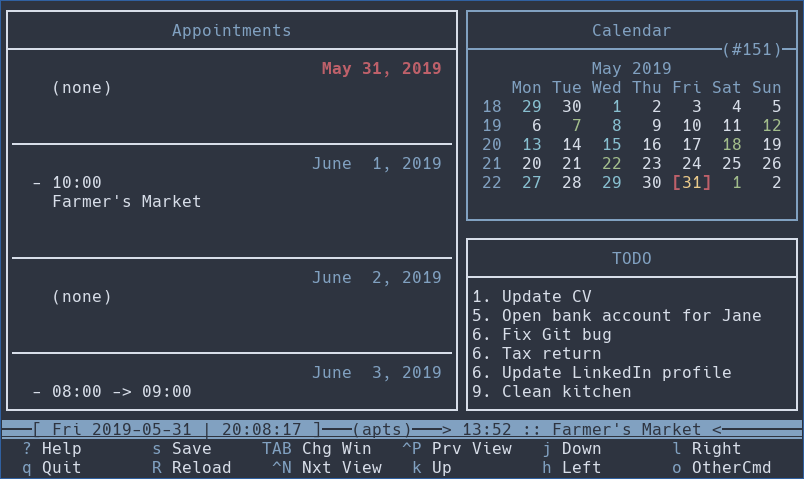 Appointments
May 31, 2019
(none)
June 1, 2019
- 10:00
Farmer's Market
June 2, 2019
(none)
June 3, 2019
- 08:00 -> 09:00
Calendar
(#151)
May 2019
Mon Tue Wed Thu Fri Sat Sun
18 29 30 1 2 3 4 5
19 6 7 8 9 10 11 12
20 13 14 15 16 17 18 19
21 20 21 22 23 24 25 26
22 27 28 29 30 [31] 1 2
TODO
1. Update CV
5. Open bank account for Jane
6. Fix Git bug
6. Tax return
6. Update LinkedIn profile
9. Clean kitchen
[ Fri 2019-05-31 | 20:08:17 ] (apts) > 13:52 :: Farmer's Market <
? Help s Save TAB Chg Win ^P Prv View j Down l Right
q Quit R Reload ^N Nxt View k Up h Left o OtherCmd